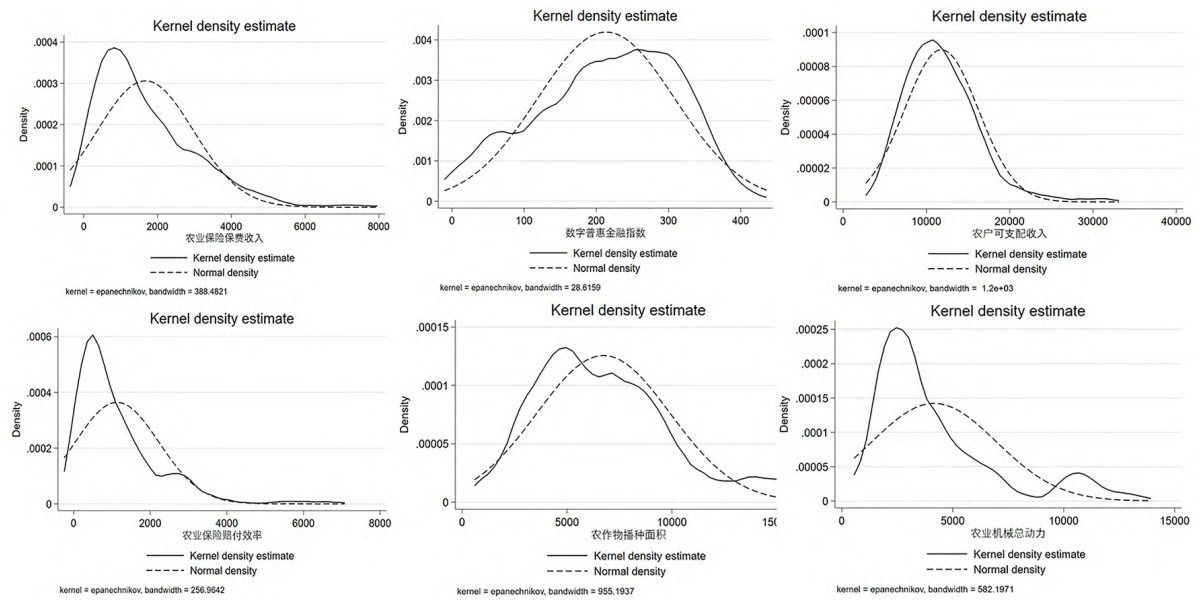 Kernel density estimate
.0004
.0003
.0002
.0001
0
Density
0 2000 4000 6000 8000
农业保险保费收入
Kernel density estimate
Normal density
kernel = epanechnikov, bandwidth = 388.4821
Kernel density estimate
.004
.003
.002
.001
0
Density
0 100 200 300 400
数字普惠金融指数
Kernel density estimate
Normal density
kernel = epanechnikov, bandwidth = 28.6159
Kernel density estimate
.0001
.00008
.00006
.00004
.00002
0
Density
0 10000 20000 30000 40000
农户可支配收入
Kernel density estimate
Normal density
kernel = epanechnikov, bandwidth = 1.2e+03
Kernel density estimate
.0006
.0004
.0002
0
Density
0 2000 4000 6000 8000
农业保险赔付效率
Kernel density estimate
Normal density
kernel = epanechnikov, bandwidth = 256.9642
Kernel density estimate
.00015
.0001
.00005
0
Density
0 5000 10000 15
农作物播种面积
Kernel density estimate
Normal density
kernel = epanechnikov, bandwidth = 955.1937
Kernel density estimate
.00025
.0002
.00015
.0001
.00005
0
Density
0 5000 10000 15000
农业机械总动力
Kernel density estimate
Normal density
kernel = epanechnikov, bandwidth = 582.1971